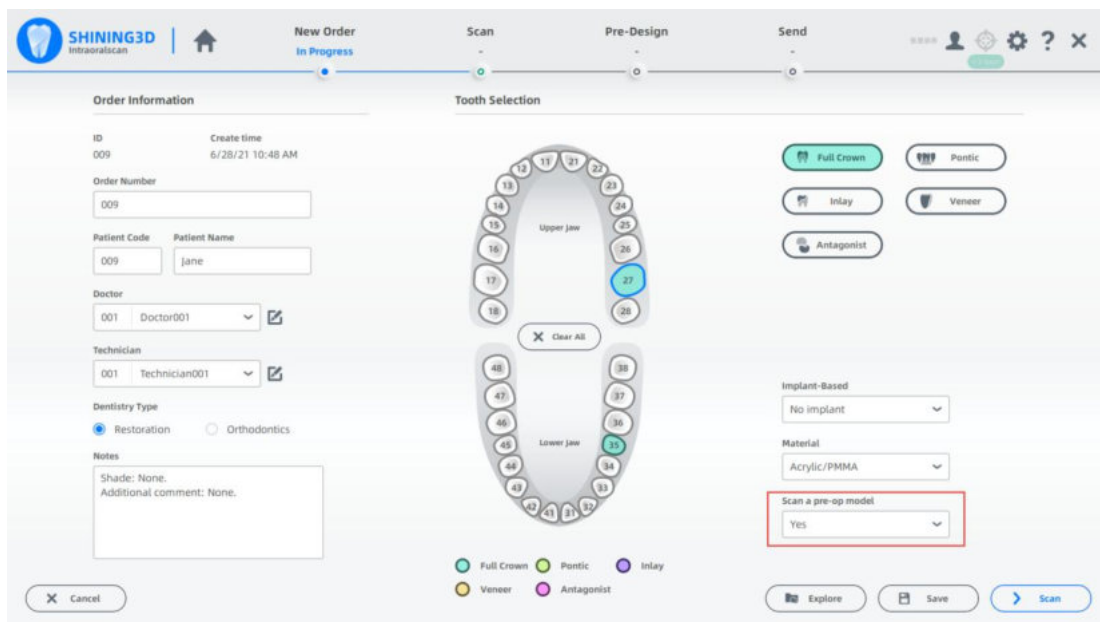 SHINING3D
Intraoralscan
New Order
In Progress
Scan
-
Pre-Design
-
Send
-
Order Information
ID
009
Create time
6/28/21 10:48 AM
Order Number
009
Patient Code
009
Patient Name
Jane
Doctor
001 Doctor001
Technician
001 Technician001
Dentistry Type
Restoration
Orthodontics
Notes
Shade: None.
Additional comment: None.
Cancel
Tooth Selection
12 11 21 22
13 23
14 24
15 Upper Jaw 25
16 26
17 27
18 28
Clear All
48 38
47 37
46 36
45 Lower Jaw 35
44 34
43 33
42 41 31 32
Full Crown
Pontic
Inlay
Veneer
Antagonist
Full Crown
Pontic
Inlay
Veneer
Antagonist
Implant-Based
No implant
Material
Acrylic/PMMA
Scan a pre-op model
Yes
Explore
Save
Scan